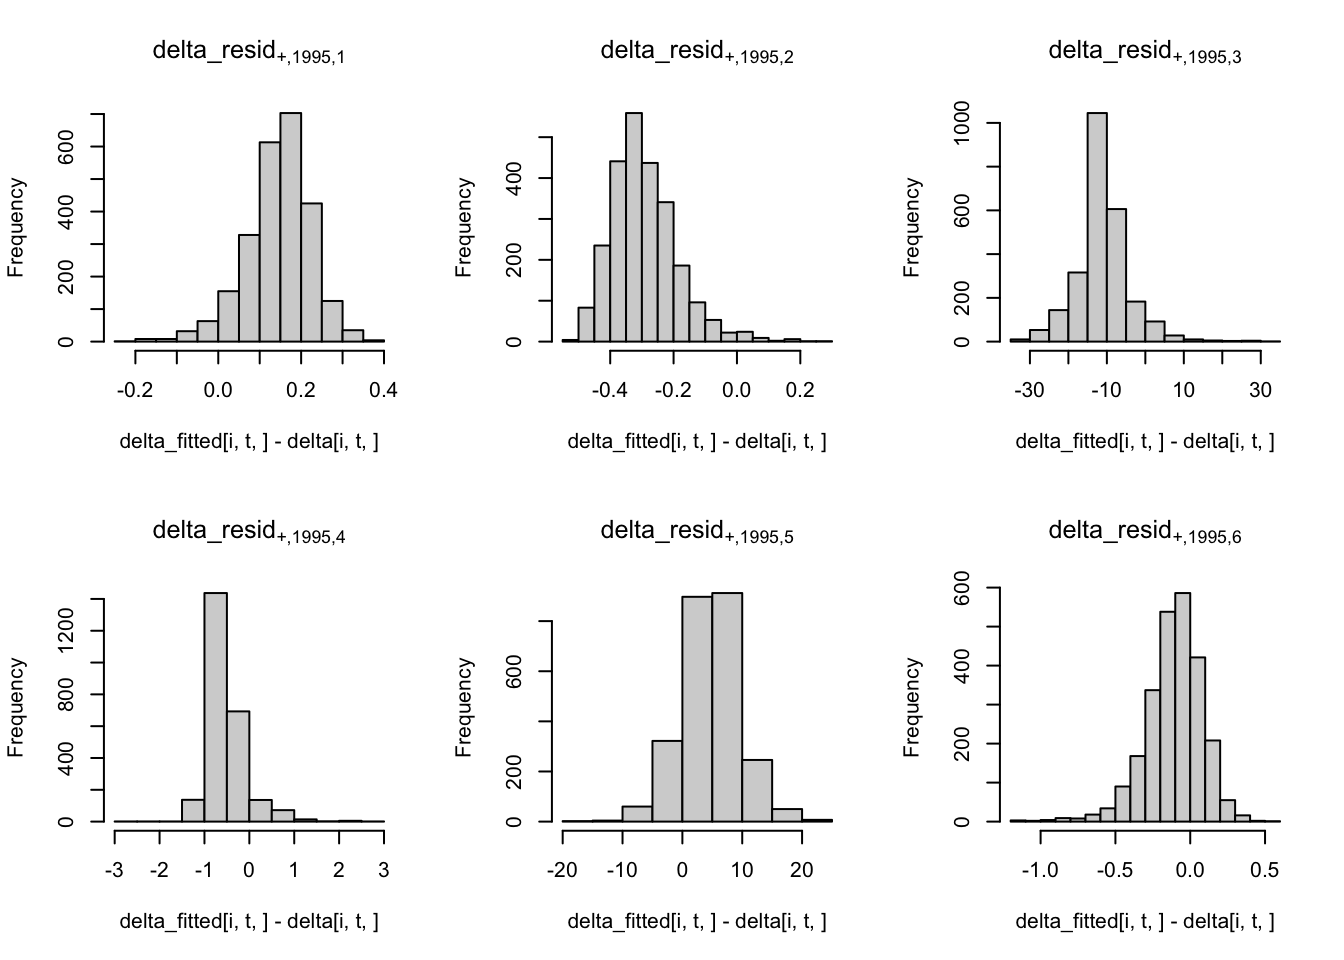 delta_resid+,1995,1
Frequency
0 200 400 600
-0.2 0.0 0.2 0.4
delta_fitted[i, t, ] - delta[i, t, ]
delta_resid+,1995,2
Frequency
0 200 400
-0.4 -0.2 0.0 0.2
delta_fitted[i, t, ] - delta[i, t, ]
delta_resid+,1995,3
Frequency
0 200 600 1000
-30 -10 10 30
delta_fitted[i, t, ] - delta[i, t, ]
delta_resid+,1995,4
Frequency
0 400 800 1200
-3 -2 -1 0 1 2 3
delta_fitted[i, t, ] - delta[i, t, ]
delta_resid+,1995,5
Frequency
0 200 600
-20 -10 0 10 20
delta_fitted[i, t, ] - delta[i, t, ]
delta_resid+,1995,6
Frequency
0 200 400 600
-1.0 -0.5 0.0 0.5
delta_fitted[i, t, ] - delta[i, t, ]